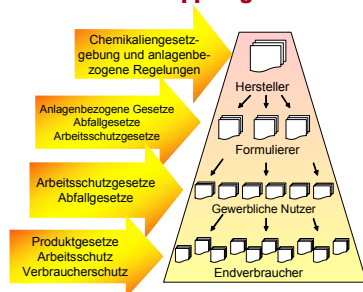 Chemikaliengesetz-
gebung und anlagenbe-
zogene Regelungen
Hersteller
Anlagenbezogene Gesetze
Abfallgesetze
Arbeitsschutzgesetze
Formulierer
Arbeitsschutzgesetze
Abfallgesetze
Gewerbliche Nutzer
Produktgesetze
Arbeitsschutz
Verbraucherschutz
Endverbraucher